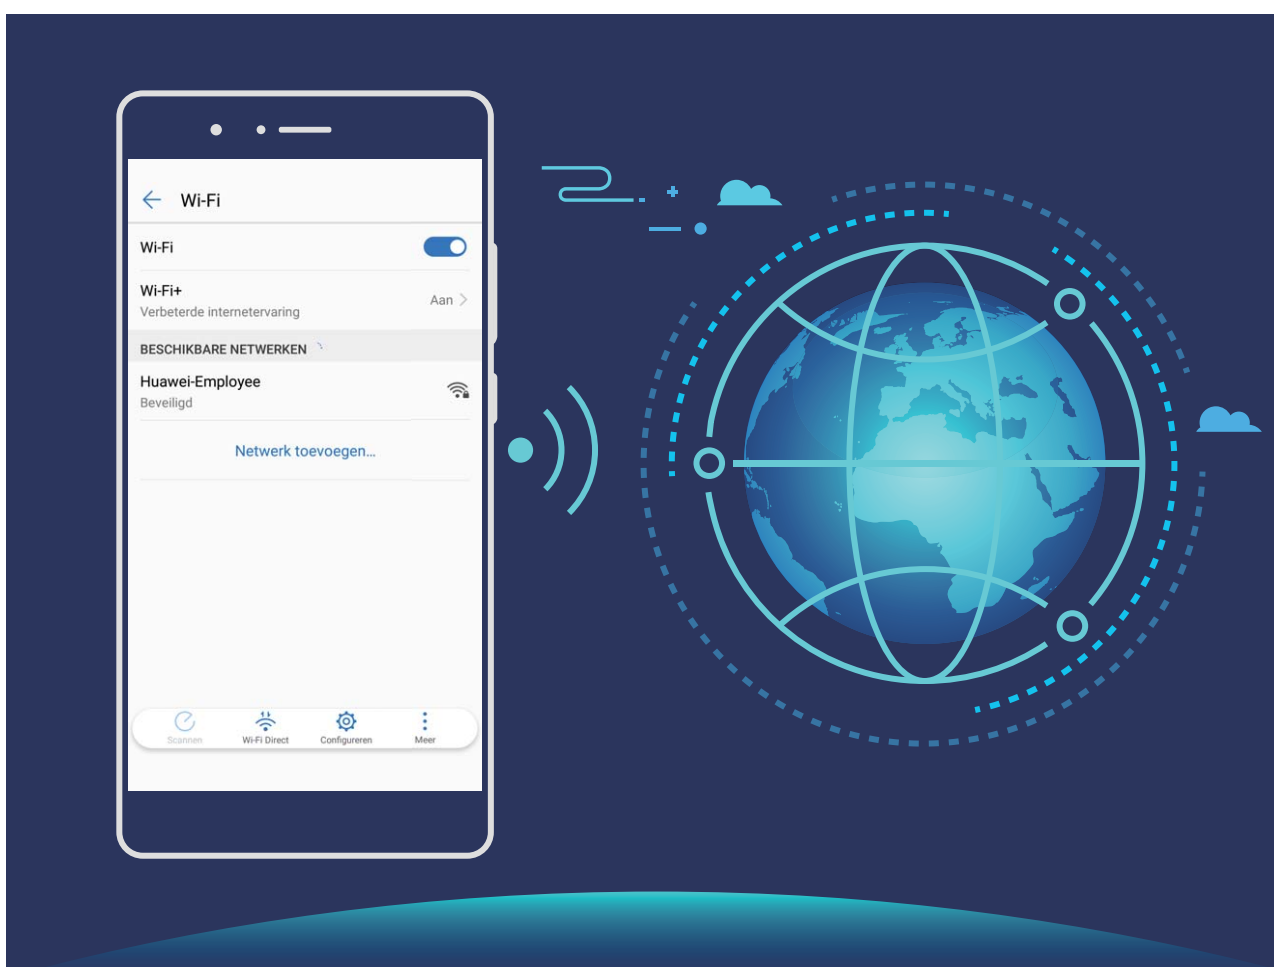 Wi-Fi
Wi-Fi
Wi-Fi+
Verbeterde internetervaring
Aan
BESCHIKBARE NETWERKEN
Huawei-Employee
Beveiligd
Netwerk toevoegen...
Scannen
Wi-Fi Direct
Configureren
Meer